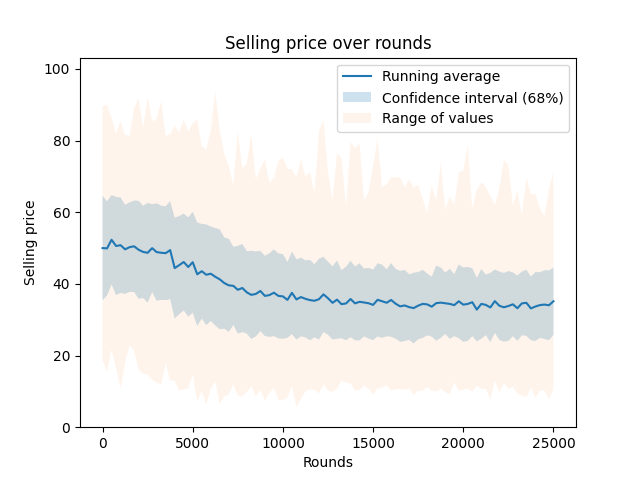 Selling price over rounds
Running average
Confidence interval (68%)
Range of values
Selling price
100
80
60
40
20
0
0 5000 10000 15000 20000 25000
Rounds